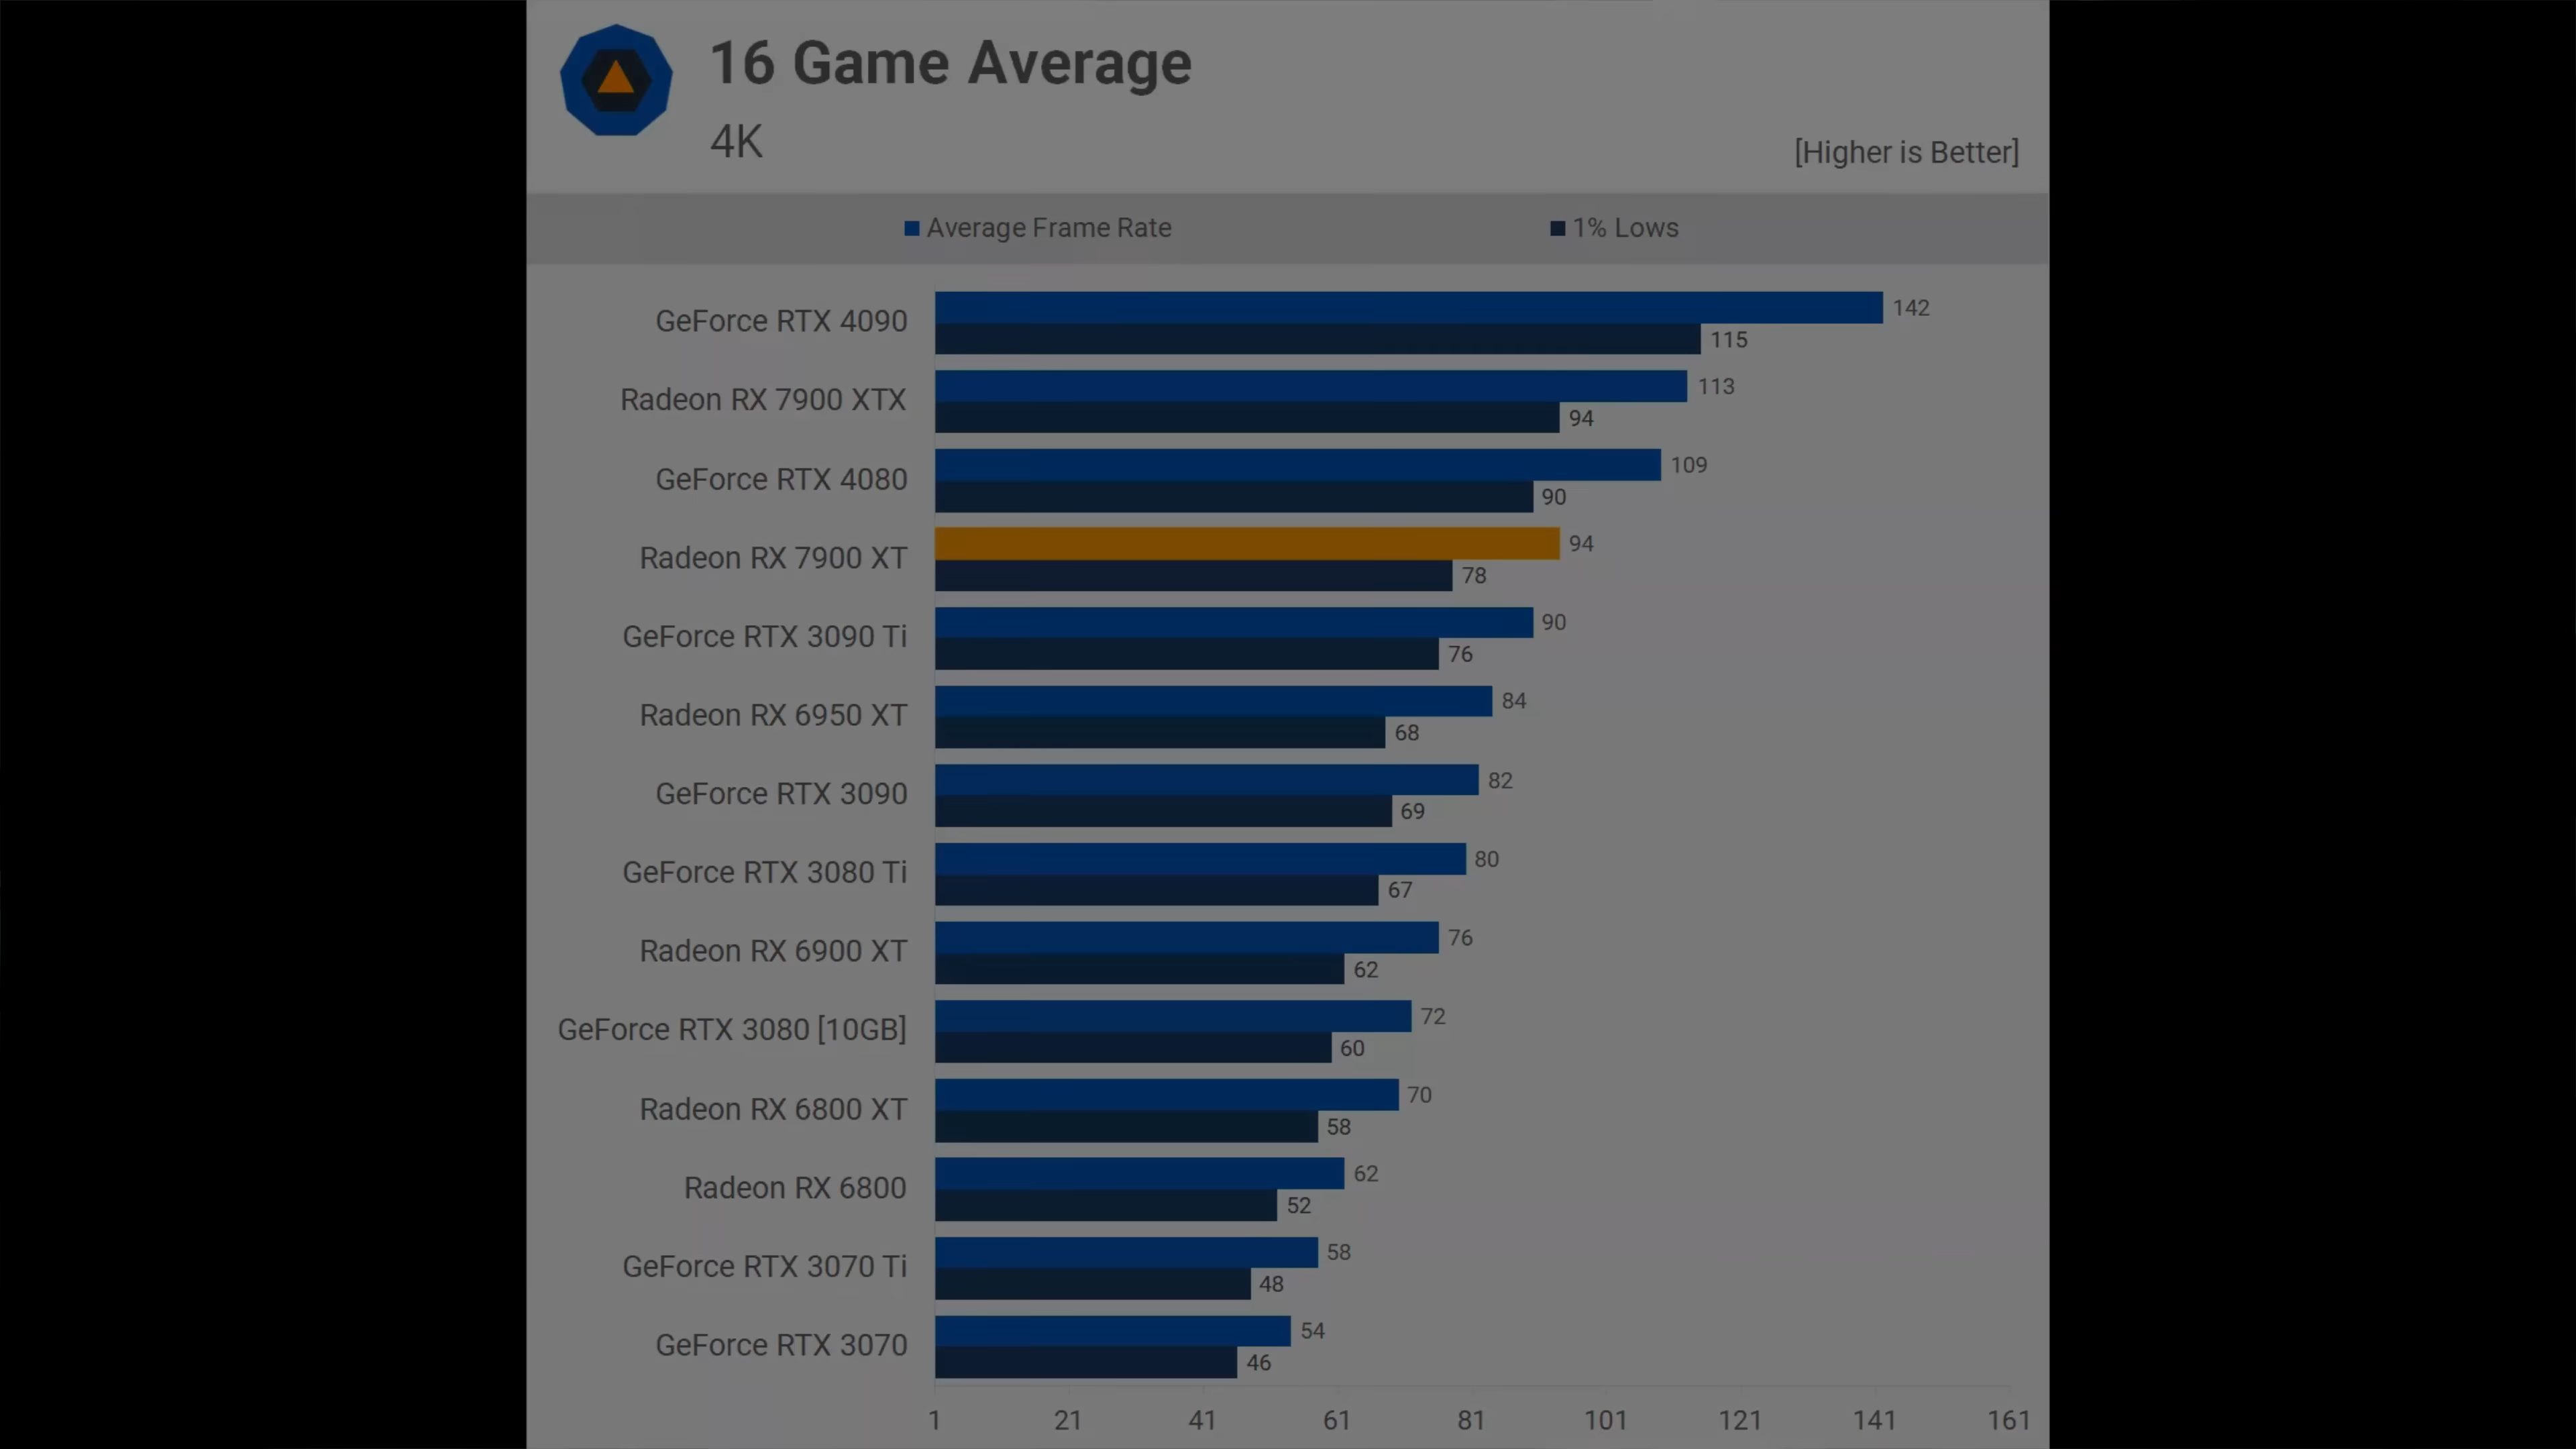 16 Game Average
4K
[Higher is Better]
Average Frame Rate 1% Lows
GeForce RTX 4090 142
115
Radeon RX 7900 XTX 113
94
GeForce RTX 4080 109
90
Radeon RX 7900 XT 94
78
GeForce RTX 3090 Ti 90
76
Radeon RX 6950 XT 84
68
GeForce RTX 3090 82
69
GeForce RTX 3080 Ti 80
67
Radeon RX 6900 XT 76
62
GeForce RTX 3080 [10GB] 72
60
Radeon RX 6800 XT 70
58
Radeon RX 6800 62
52
GeForce RTX 3070 Ti 58
48
GeForce RTX 3070 54
46
1 21 41 61 81 101 121 141 161